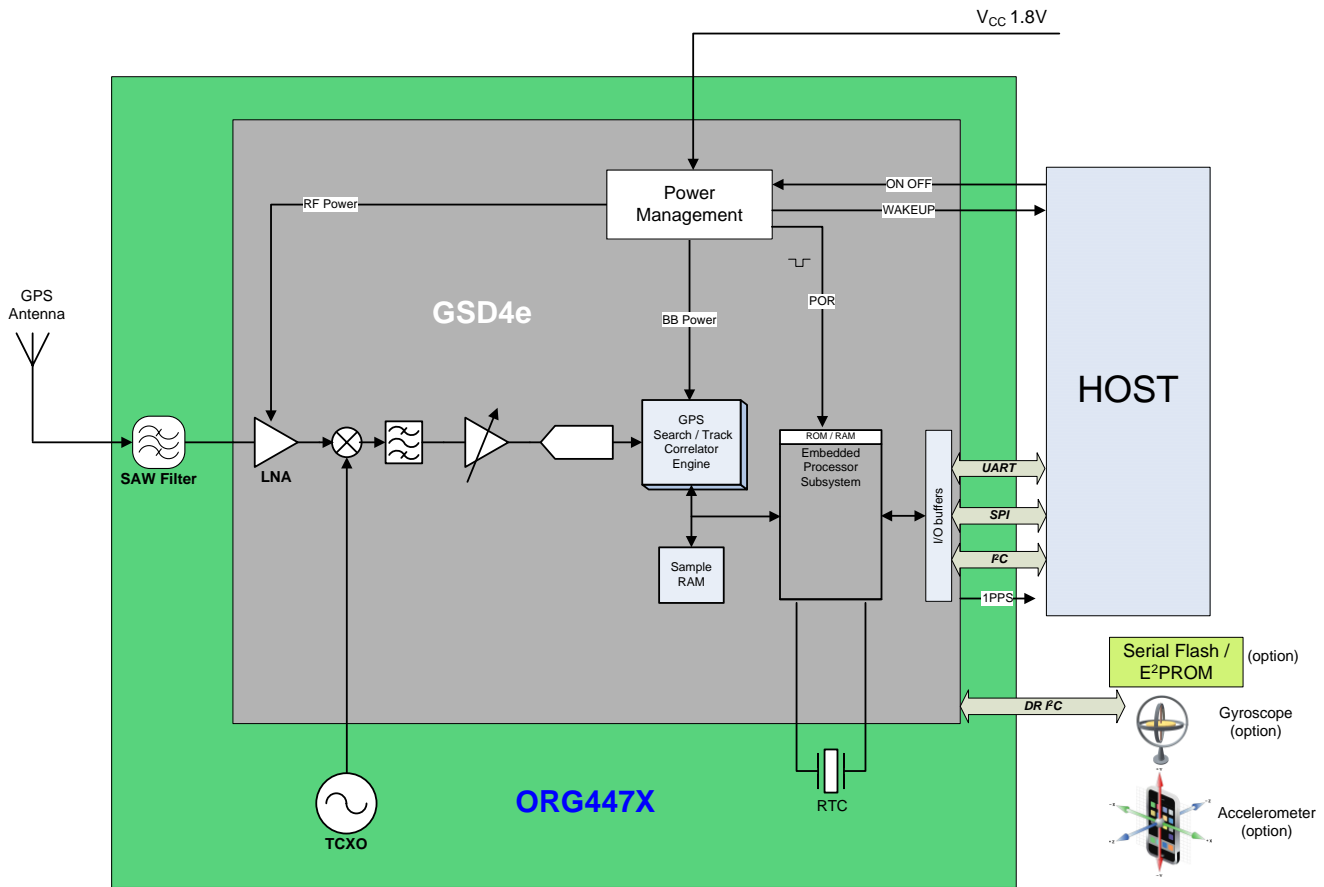 VCC 1.8V
Power
Management
ON OFF
WAKEUP
RF Power
POR
GPS
Antenna
GSD4e
BB Power
HOST
SAW Filter
LNA
GPS
Search / Track
Correlator
Engine
ROM / RAM
Embedded
Processor
Subsystem
I/O buffers
UART
SPI
I²C
1PPS
Sample
RAM
Serial Flash /
E²PROM
(option)
DR I²C
Gyroscope
(option)
ORG447X
RTC
TCXO
Accelerometer
(option)